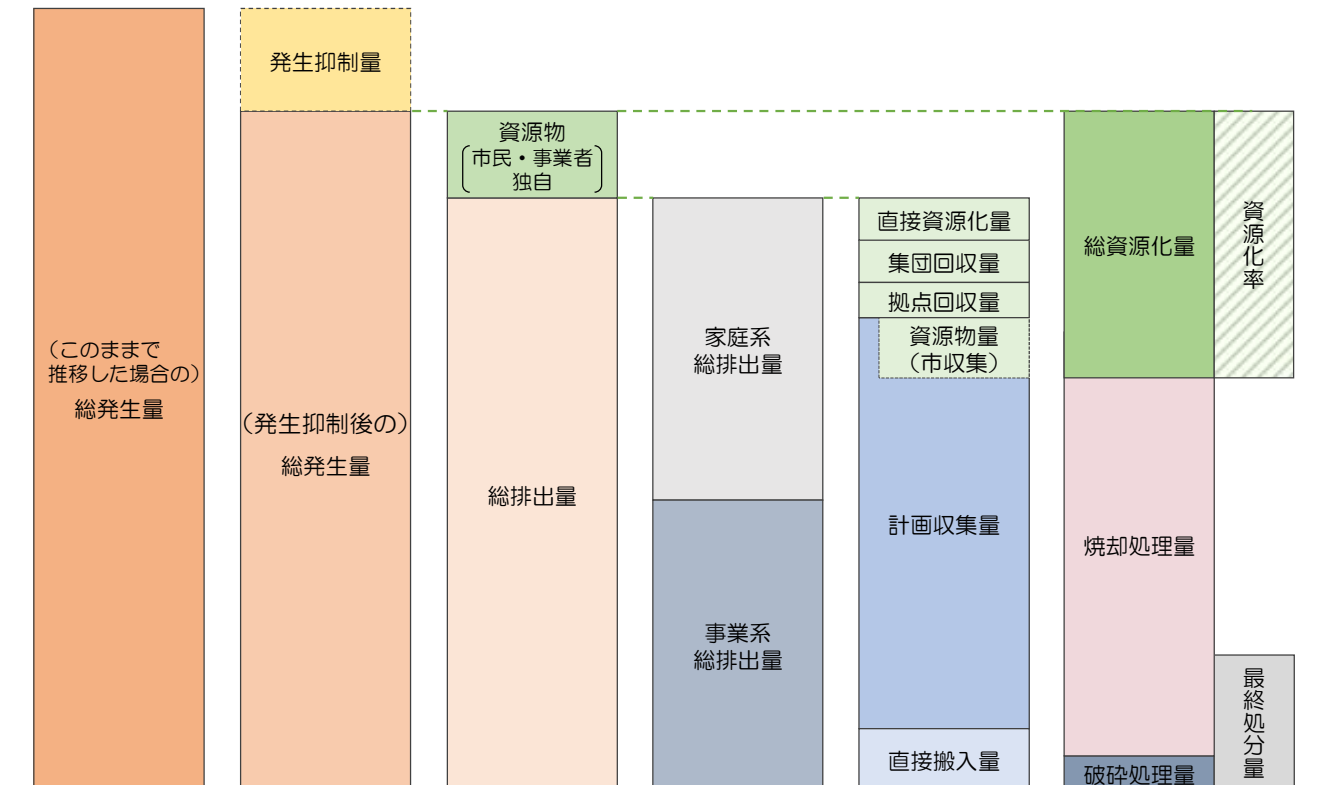 (このままで
推移した場合の)
総発生量
発生抑制量
(発生抑制後の)
総発生量
資源物
市民・事業者
独自
総排出量
家庭系
総排出量
事業系
総排出量
直接資源化量
集団回収量
拠点回収量
資源物量
(市収集)
計画収集量
直接搬入量
総資源化量
焼却処理量
破砕処理量
資源化率
最終処分量